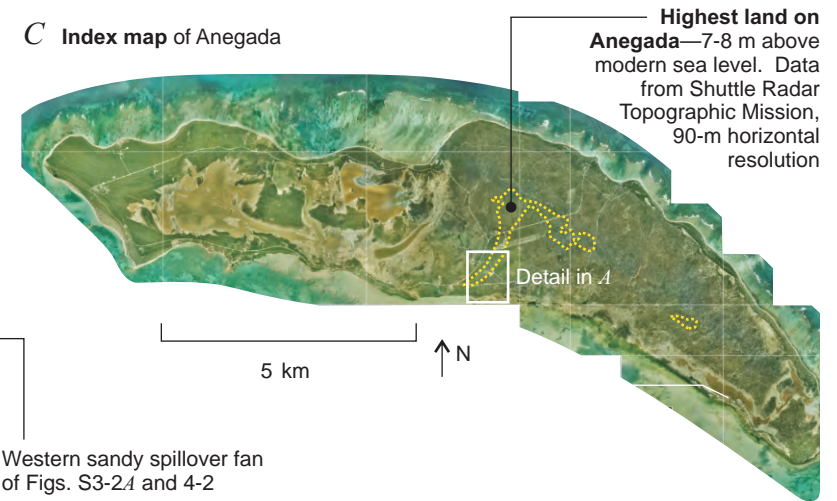 C Index map of Anegada
Highest land on
Anegada—7-8 m above
modern sea level. Data
from Shuttle Radar
Topographic Mission,
90-m horizontal
resolution
Detail in A
5 km
N
Western sandy spillover fan
of Figs. S3-2A and 4-2